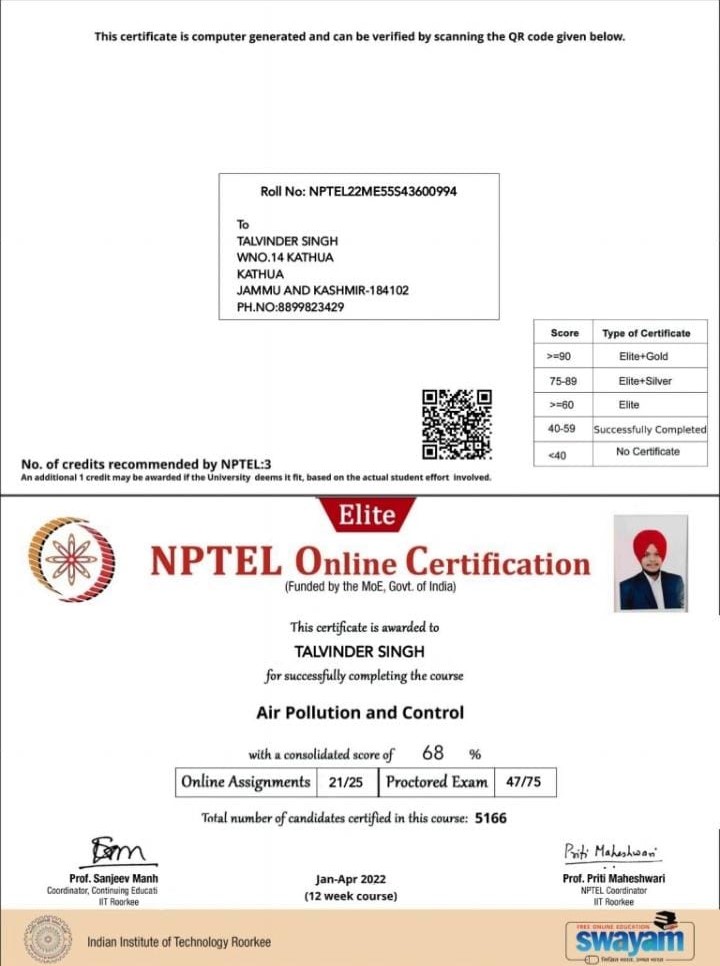 This certificate is computer generated and can be verified by scanning the QR code given below.
Roll No: NPTEL22ME55S43600994
To
TALVINDER SINGH
WNO.14 KATHUA
KATHUA
JAMMU AND KASHMIR-184102
PH.NO:8899823429
Score Type of Certificate
>=90 Elite+Gold
75-89 Elite+Silver
>=60 Elite
40-59 Successfully Completed
<40 No Certificate
No. of credits recommended by NPTEL:3
An additional 1 credit may be awarded if the University deems it fit, based on the actual student effort involved.
Elite
NPTEL Online Certification
(Funded by the MoE, Govt. of India)
This certificate is awarded to
TALVINDER SINGH
for successfully completing the course
Air Pollution and Control
with a consolidated score of 68 %
Online Assignments 21/25 Proctored Exam 47/75
Total number of candidates certified in this course: 5166
Priti Maheshwari
Prof. Sanjeev Manh
Coordinator, Continuing Educati
IIT Roorkee
Jan-Apr 2022
(12 week course)
Prof. Priti Maheshwari
NPTEL Coordinator
IIT Roorkee
Indian Institute of Technology Roorkee
FREE ONLINE EDUCATION
swayam
शिक्षित भारत, उन्नत भारत